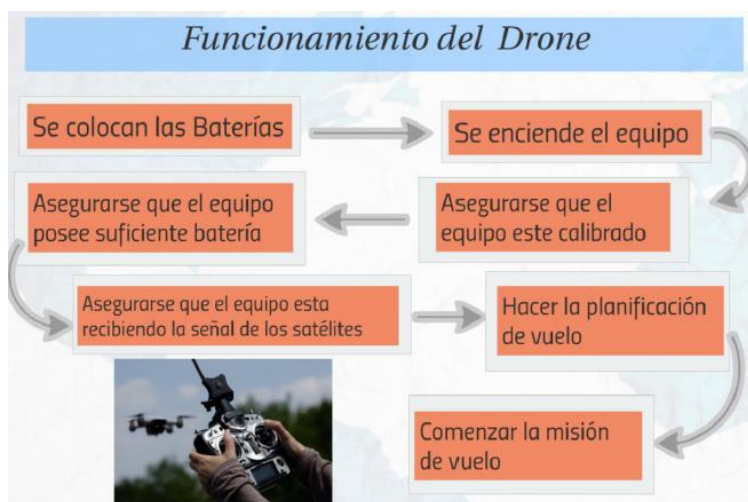 Funcionamiento del Drone
Se colocan las Baterías
Se enciende el equipo
Asegurarse que el
equipo este calibrado
Asegurarse que el equipo
posee suficiente batería
Asegurarse que el equipo esta
recibiendo la señal de los satélites
Hacer la planificación
de vuelo
Comenzar la misión
de vuelo